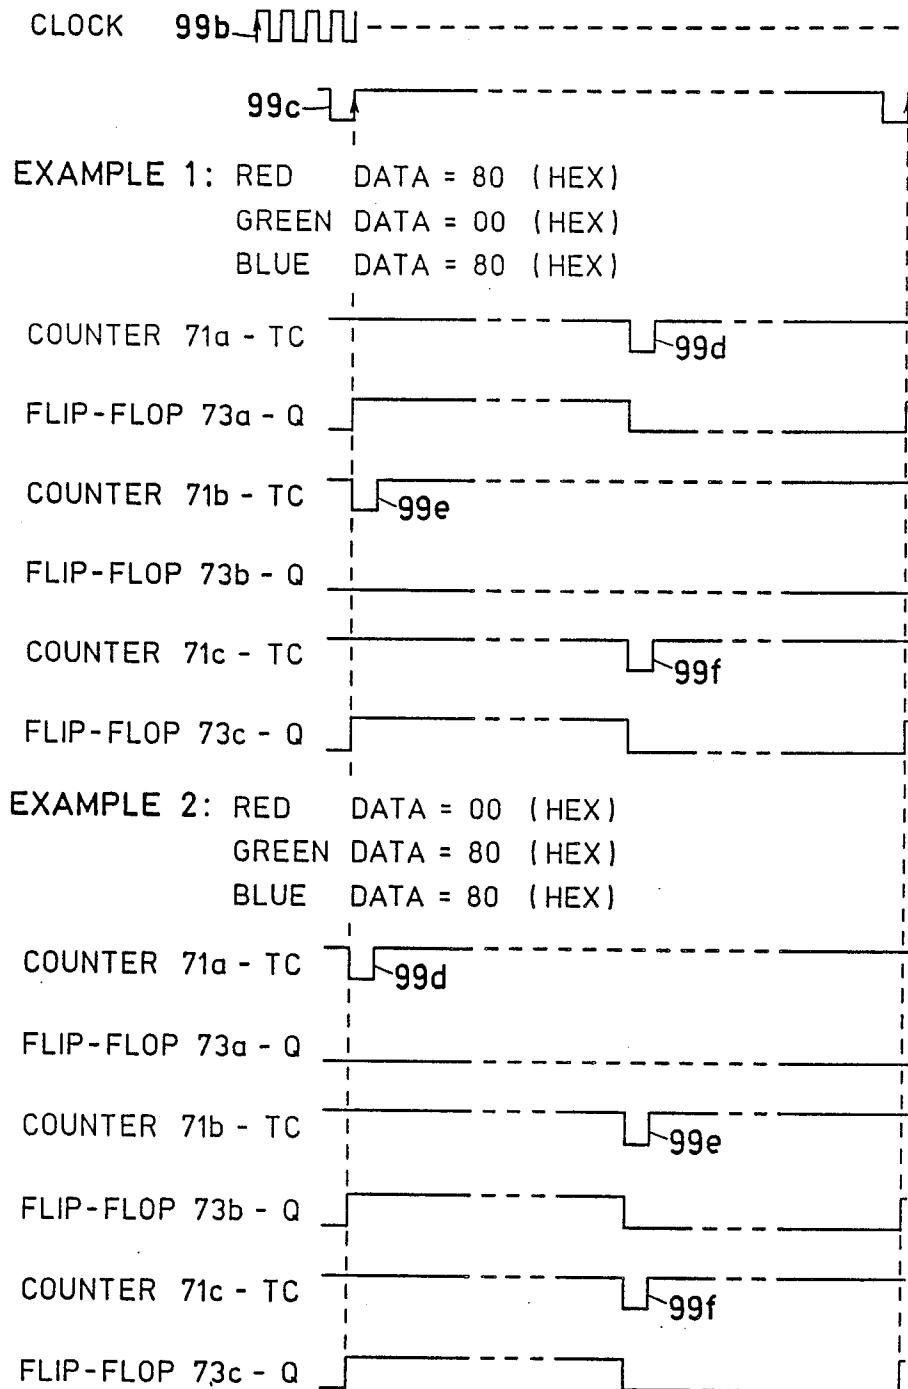 CLOCK 99b
99c
EXAMPLE 1: RED DATA = 80 (HEX)
GREEN DATA = 00 (HEX)
BLUE DATA = 80 (HEX)
COUNTER 71a - TC 99d
FLIP-FLOP 73a - Q
COUNTER 71b - TC 99e
FLIP-FLOP 73b - Q
COUNTER 71c - TC 99f
FLIP-FLOP 73c - Q
EXAMPLE 2: RED DATA = 00 (HEX)
GREEN DATA = 80 (HEX)
BLUE DATA = 80 (HEX)
COUNTER 71a - TC 99d
FLIP-FLOP 73a - Q
COUNTER 71b - TC 99e
FLIP-FLOP 73b - Q
COUNTER 71c - TC 99f
FLIP-FLOP 73c - Q